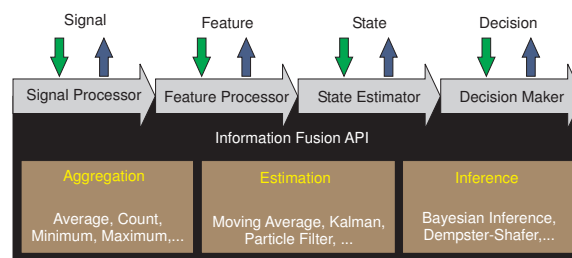 Signal Feature State Decision
Signal Processor Feature Processor State Estimator Decision Maker
Information Fusion API
Aggregation Estimation Inference
Average, Count, Moving Average, Kalman, Bayesian Inference,
Minimum, Maximum,... Particle Filter, ... Dempster-Shafer,...